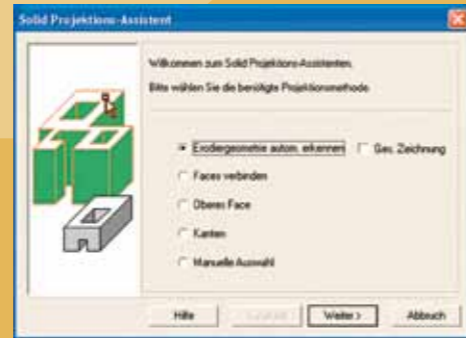 Solid Projektions-Assistent
Willkommen zum Solid Projektions-Assistenten.
Bitte wählen Sie die benötigte Projektionsmethode
Erodiergeometrie autom. erkennen Ges. Zeichnung
Faces verbinden
Oberes Face
Kanten
Manuelle Auswahl
Hilfe Weiter > Abbruch